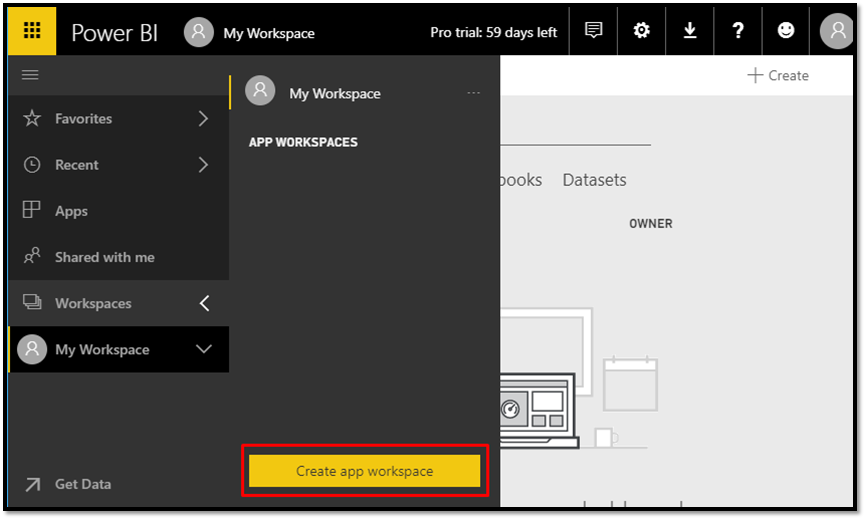 Power BI
My Workspace
Pro trial: 59 days left
?
Create
Favorites
Recent
Apps
Shared with me
Workspaces
My Workspace
Get Data
My Workspace
...
APP WORKSPACES
Create app workspace
Datasets
OWNER